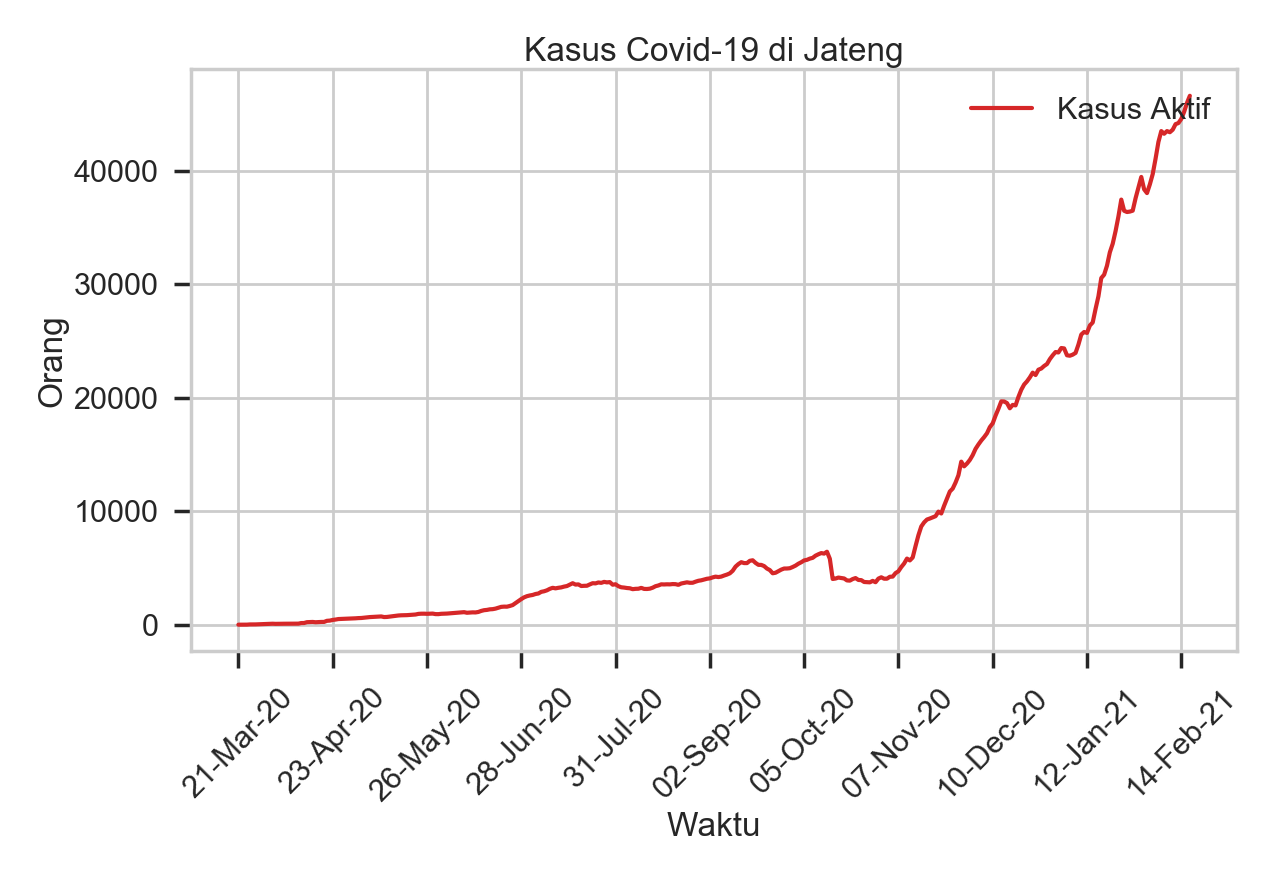 Kasus Covid-19 di Jateng
Kasus Aktif
Orang
40000
30000
20000
10000
0
21-Mar-20
23-Apr-20
26-May-20
28-Jun-20
31-Jul-20
02-Sep-20
05-Oct-20
07-Nov-20
10-Dec-20
12-Jan-21
14-Feb-21
Waktu